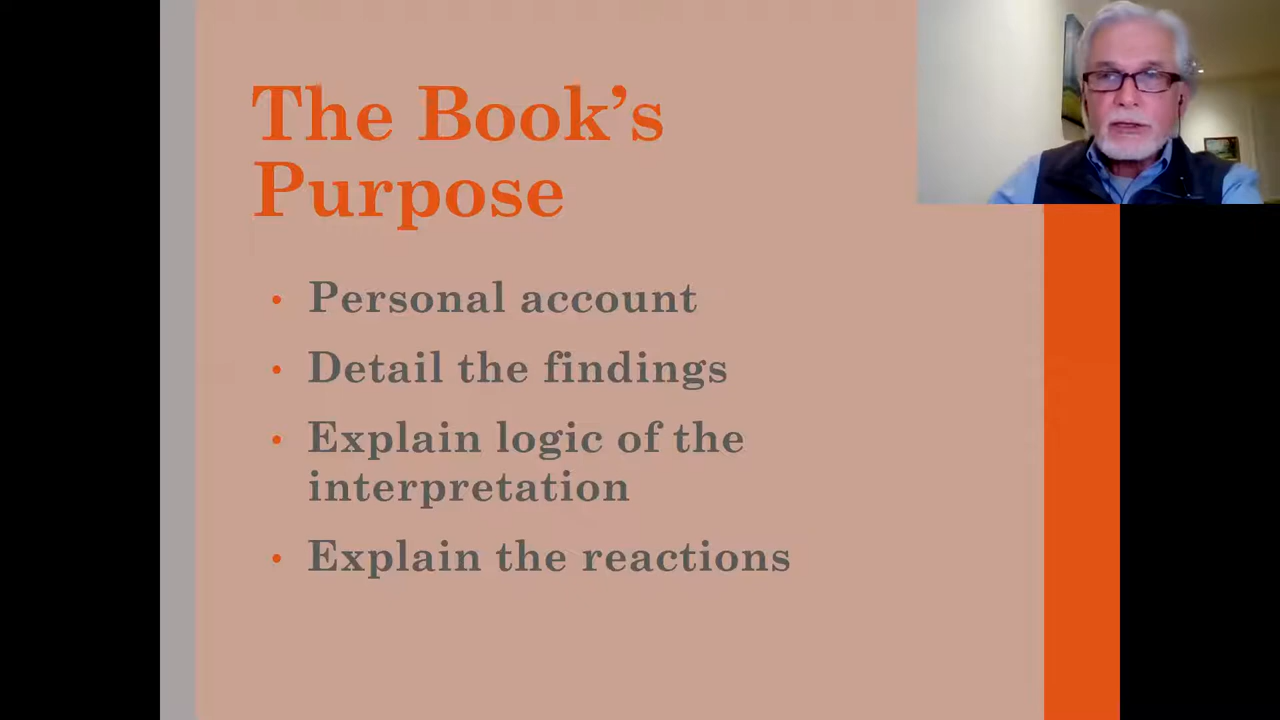 The Book’s
Purpose
• Personal account
• Detail the findings
• Explain logic of the
interpretation
• Explain the reactions